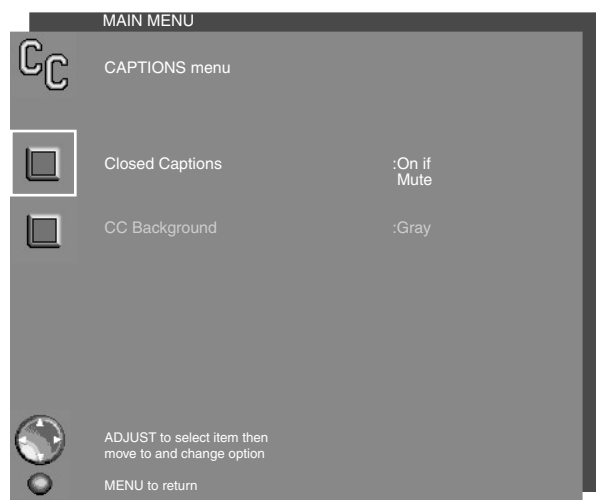 MAIN MENU
CC
CAPTIONS menu
Closed Captions :On if
Mute
CC Background :Gray
ADJUST to select item then
move to and change option
MENU to return